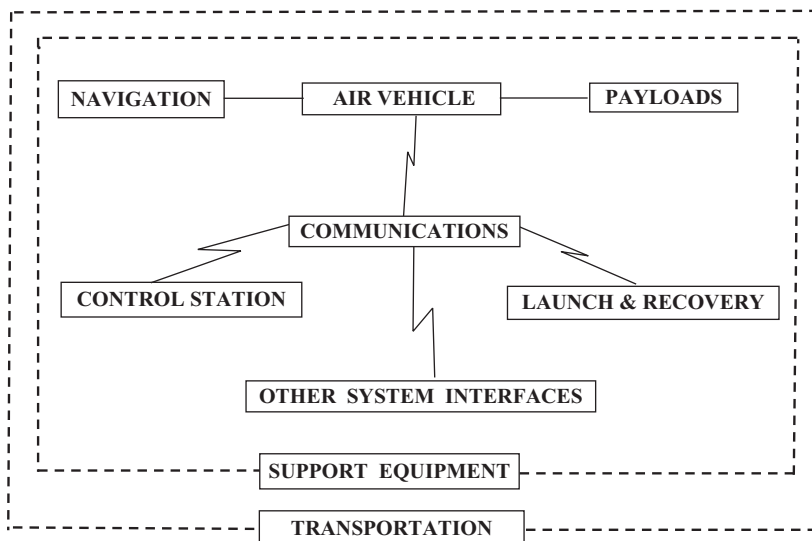 NAVIGATION
AIR VEHICLE
PAYLOADS
COMMUNICATIONS
CONTROL STATION
LAUNCH & RECOVERY
OTHER SYSTEM INTERFACES
SUPPORT EQUIPMENT
TRANSPORTATION